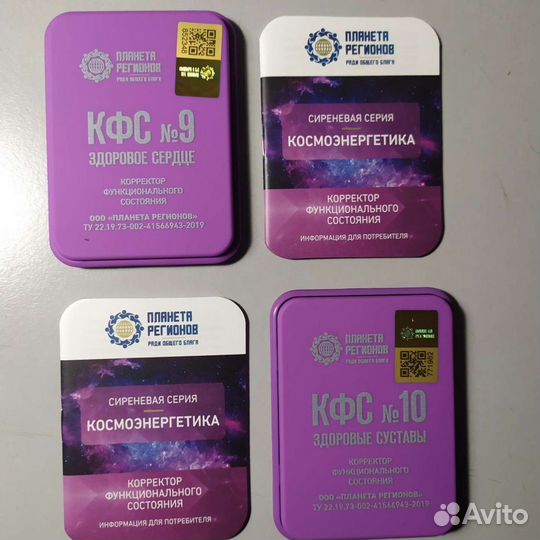 ПЛАНЕТА
РЕГИОНОВ
РАДИ ОБЩЕГО БЛАГА
КФС №9
ЗДОРОВОЕ СЕРДЦЕ
КОРРЕКТОР
ФУНКЦИОНАЛЬНОГО
СОСТОЯНИЯ
ООО «ПЛАНЕТА РЕГИОНОВ»
ТУ 22.19.73-002-41566943-2019
ПЛАНЕТА
РЕГИОНОВ
РАДИ ОБЩЕГО БЛАГА
СИРЕНЕВАЯ СЕРИЯ
КОСМОЭНЕРГЕТИКА
КОРРЕКТОР
ФУНКЦИОНАЛЬНОГО
СОСТОЯНИЯ
ИНФОРМАЦИЯ ДЛЯ ПОТРЕБИТЕЛЯ
ПЛАНЕТА
РЕГИОНОВ
РАДИ ОБЩЕГО БЛАГА
СИРЕНЕВАЯ СЕРИЯ
КОСМОЭНЕРГЕТИКА
КОРРЕКТОР
ФУНКЦИОНАЛЬНОГО
СОСТОЯНИЯ
ИНФОРМАЦИЯ ДЛЯ ПОТРЕБИТЕЛЯ
ПЛАНЕТА
РЕГИОНОВ
РАДИ ОБЩЕГО БЛАГА
771982
КФС №10
ЗДОРОВЫЕ СУСТАВЫ
КОРРЕКТОР
ФУНКЦИОНАЛЬНОГО
СОСТОЯНИЯ
ООО «ПЛАНЕТА РЕГИОНОВ»
ТУ 22.19.73-002-41566943-2019
Avito